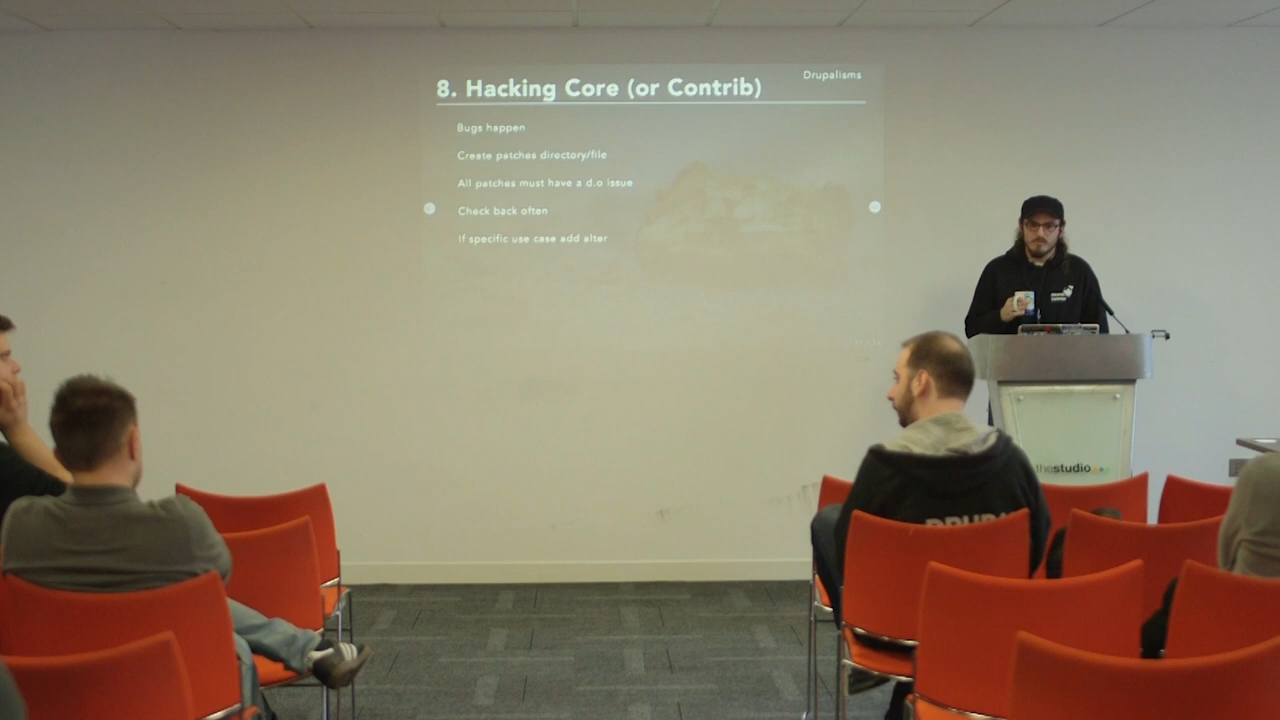 Drupalisms
8. Hacking Core (or Contrib)
Bugs happen
Create patches directory/file
All patches must have a d.o issue
Check back often
If specific use case add alter
thestudio